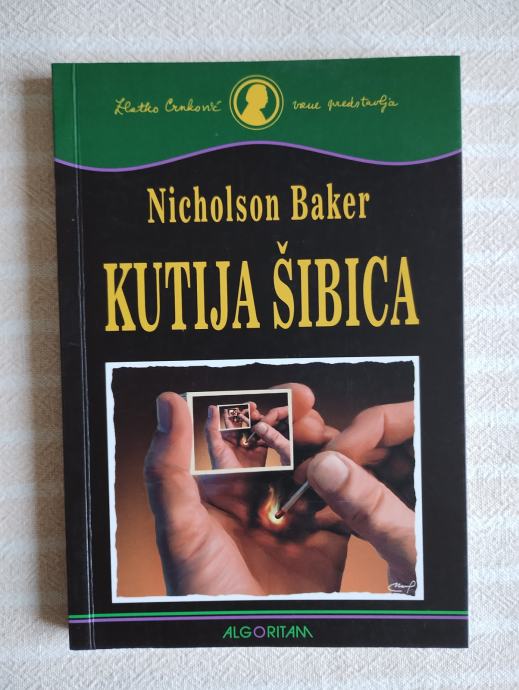 Zlatko Crnković vam predstavlja
Nicholson Baker
KUTIJA ŠIBICA
ALGORITAM